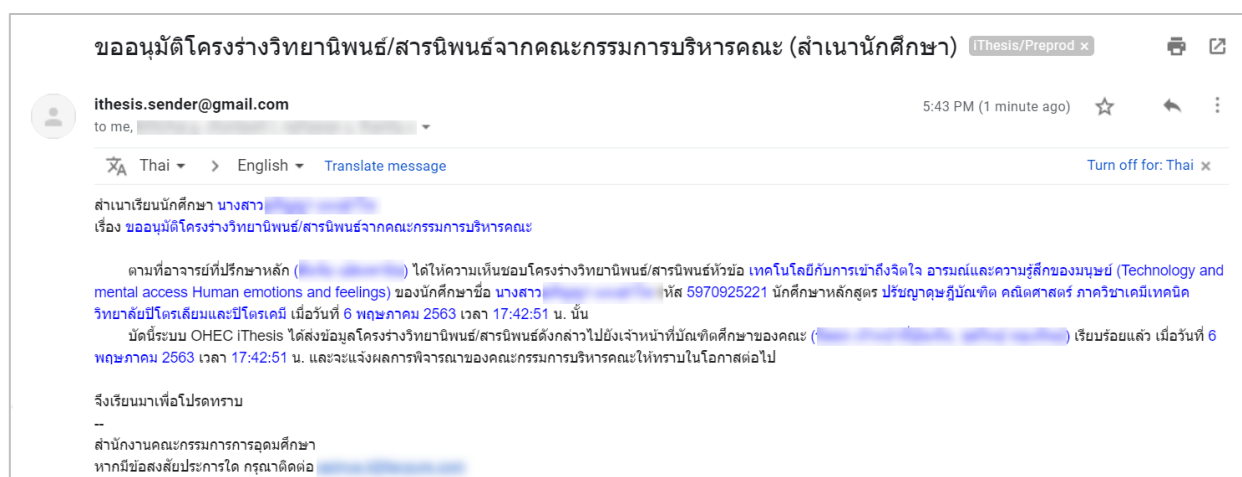 ขออนุมัติโครงร่างวิทยานิพนธ์/สารนิพนธ์จากคณะกรรมการบริหารคณะ (สำเนานักศึกษา) iThesis/Preprod ×
ithesis.sender@gmail.com 5:43 PM (1 minute ago)
to me,
Thai > English Translate message Turn off for: Thai ×
สำเนาเรียนนักศึกษา นางสาว
เรื่อง ขออนุมัติโครงร่างวิทยานิพนธ์/สารนิพนธ์จากคณะกรรมการบริหารคณะ
ตามที่อาจารย์ที่ปรึกษาหลัก ( ) ได้ให้ความเห็นชอบโครงร่างวิทยานิพนธ์/สารนิพนธ์หัวข้อ เทคโนโลยีกับการเข้าถึงจิตใจ อารมณ์และความรู้สึกของมนุษย์ (Technology and
mental access Human emotions and feelings) ของนักศึกษาชื่อ นางสาว หัส 5970925221 นักศึกษาหลักสูตร ปรัชญาดุษฎีบัณฑิต คณิตศาสตร์ ภาควิชาเคมีเทคนิค
วิทยาลัยปิโตรเลียมและปิโตรเคมี เมื่อวันที่ 6 พฤษภาคม 2563 เวลา 17:42:51 น. นั้น
บัดนี้ระบบ OHEC iThesis ได้ส่งข้อมูลโครงร่างวิทยานิพนธ์/สารนิพนธ์ดังกล่าวไปยังเจ้าหน้าที่บัณฑิตศึกษาของคณะ ( ) เรียบร้อยแล้ว เมื่อวันที่ 6
พฤษภาคม 2563 เวลา 17:42:51 น. และจะแจ้งผลการพิจารณาของคณะกรรมการบริหารคณะให้ทราบในโอกาสต่อไป
จึงเรียนมาเพื่อโปรดทราบ
--
สำนักงานคณะกรรมการการอุดมศึกษา
หากมีข้อสงสัยประการใด กรุณาติดต่อ